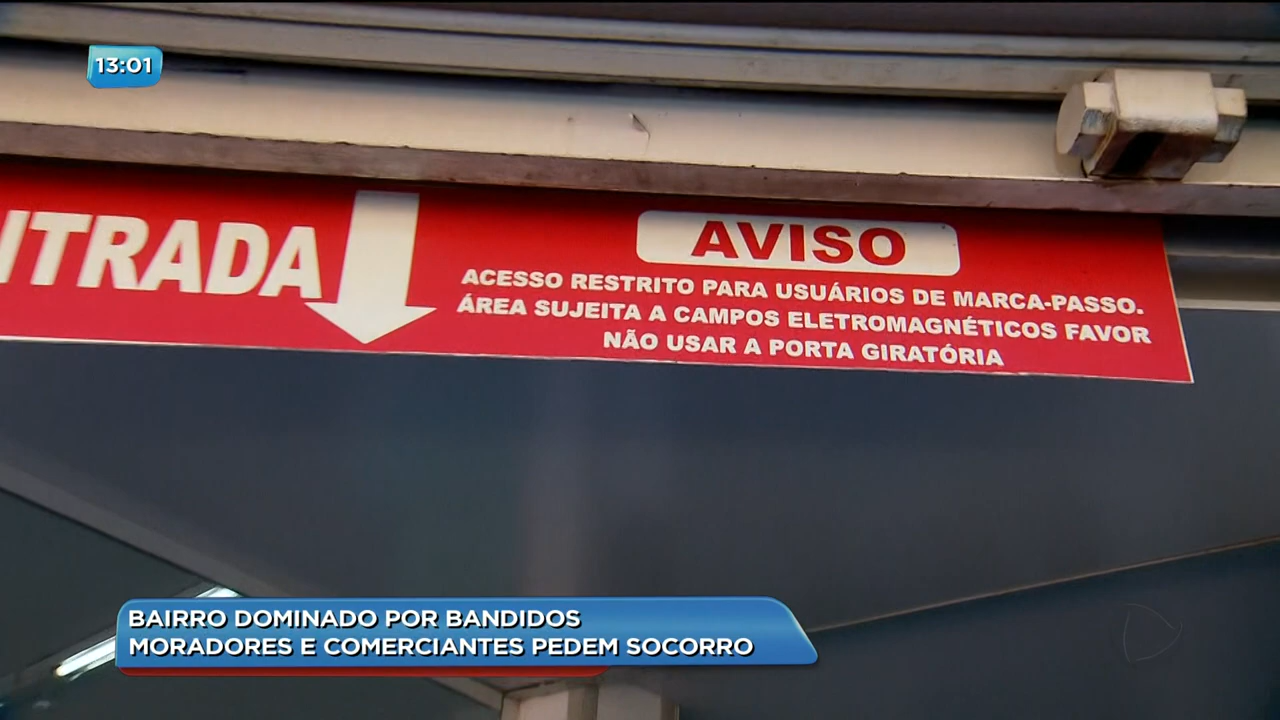 13:01
NTRADA
AVISO
ACESSO RESTRITO PARA USUÁRIOS DE MARCA-PASSO.
ÁREA SUJEITA A CAMPOS ELETROMAGNÉTICOS FAVOR
NÃO USAR A PORTA GIRATÓRIA
BAIRRO DOMINADO POR BANDIDOS
MORADORES E COMERCIANTES PEDEM SOCORRO